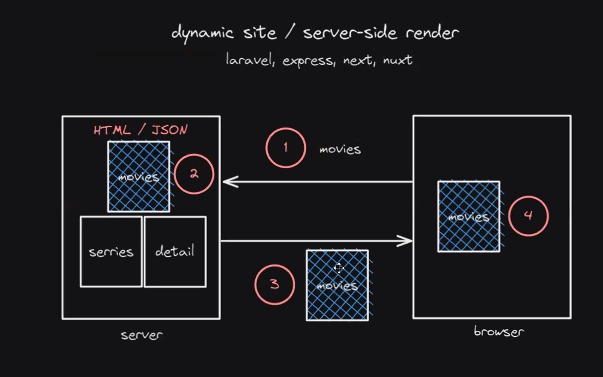 dynamic site / server-side render
laravel, express, next, nuxt
HTML / JSON
movies
2
serries
detail
server
1
movies
3
movies
movies
4
browser